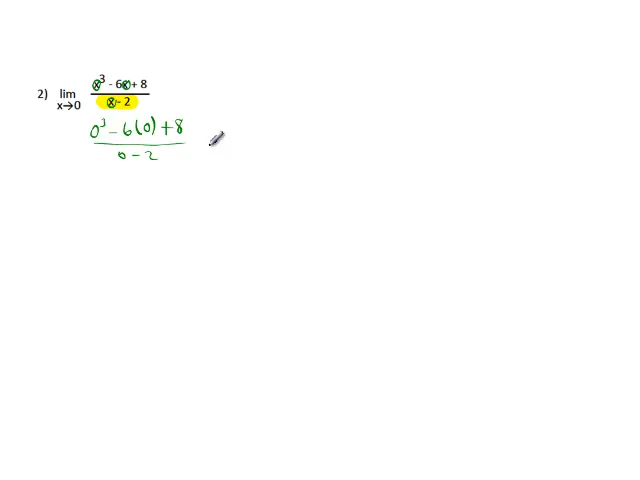 x³ - 6x + 8
2) lim
x - 2
x→0
0³ - 6(0) + 8
0 - 2